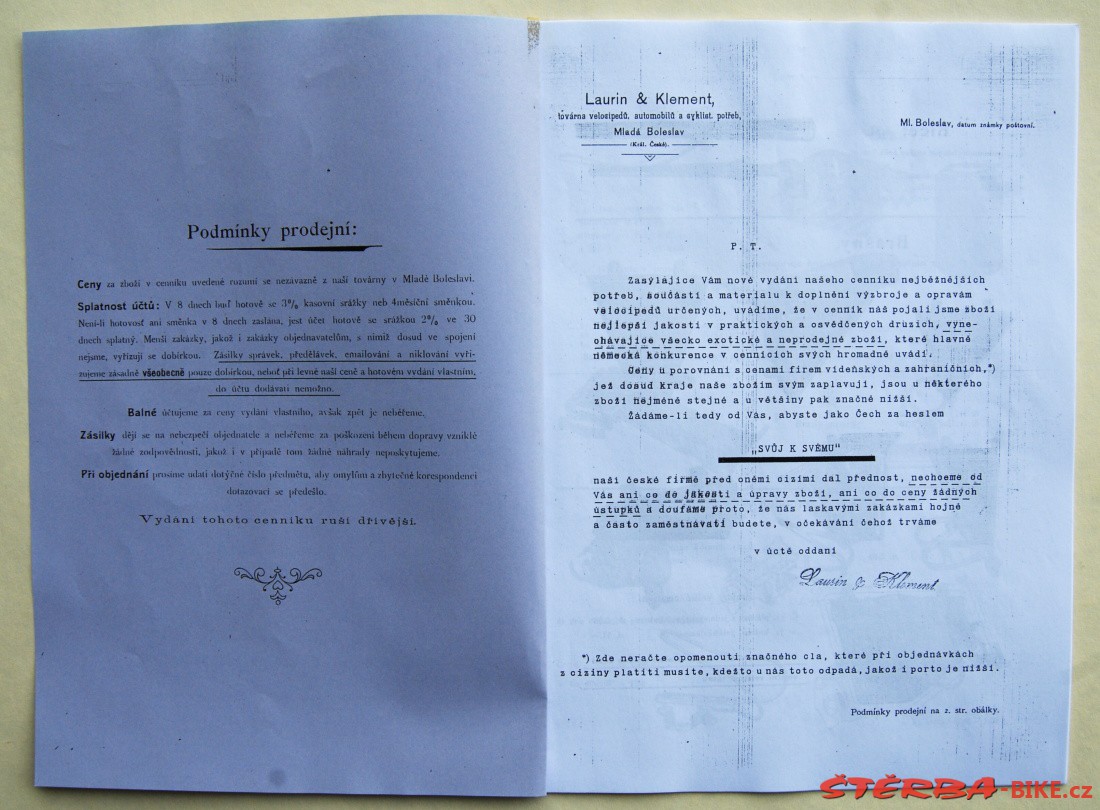 Podmínky prodejní:
Ceny za zboží v cenníku uvedené rozumí se nezávazně z naší továrny v Mladé Boleslavi.
Splatnost účtů: V 8 dnech buď hotově se 3% kasovní srážky neb 4měsíční směnkou.
Není-li hotovost ani směnka v 8 dnech zaslána, jest účet hotově se srážkou 2% ve 30
dnech splatný. Menší zakázky, jakož i zakázky objednavatelům, s nimiž dosud ve spojení
nejsme, vyřizují se dobírkou. Zásilky správek, předělávek, emailování a niklování vyři-
zujeme zásadně všeobecně pouze dobírkou, neboť při levné naší ceně a hotovém vydání vlastním,
do účtu dodávati nemožno.
Balné účtujeme za ceny vydání vlastního, avšak zpět je neběřeme.
Zásilky dějí se na nebezpečí objednatele a neběřeme za poškození během dopravy vzniklé
žádné zodpovědnosti, jakož i v případě tom žádné náhrady neposkytujeme.
Při objednání prosíme udati dotyčné číslo předmětu, aby omylům a zbytečné korespondenci
dotazovací se předešlo.
Vydání tohoto cenníku ruší dřívější.
Laurin & Klement,
továrna velosipedů, automobilů a syklist. potřeb,
Mladá Boleslav
(Král. České).
Ml. Boleslav, datum známky poštovní.
P. T.
Zasýlajíce Vám nové vydání našeho cenníku nejběžnějších
potřeb, součástí a materialu k doplnění výzbroje a opravám
velocipedů určených, uvádíme, že v cenník náš pojali jsme zboží
nejlepší jakosti v praktických a osvědčených druzích, vyne-
chávajíce všecko exotické a neprodejné zboží, které hlavně
německá konkurence v cennících svých hromadně uvádí.
Ceny u porovnání s cenami firem vídeňských a zahraničních,*)
jež dosud kraje naše zbožím svým zaplavují, jsou u některého
zboží nejméně stejné a u většiny pak značně nižší.
Žádáme-li tedy od Vás, abyste jako Čech za heslem
„SVŮJ K SVÉMU"
naší české firmě před oněmi cizími dal přednost, nechceme od
Vás ani co do jakosti a úpravy zboží, ani co do ceny žádných
ústupků a doufáme proto, že nás laskavými zakázkami hojně
a často zaměstnávati budete, v očekávání čehož trváme
v úctě oddaní
Laurin & Klement
*) Zde neračte opomenouti značného cla, které při objednávkách
z ciziny platiti musíte, kdežto u nás toto odpadá, jakož i porto je nižší.
Podmínky prodejní na 2. str. obálky.
ŠTĚRBA-BIKE.cz